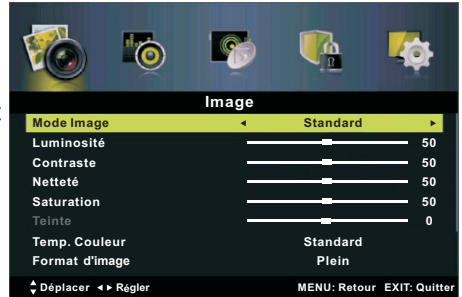 Image
Mode Image Standard
Luminosité 50
Contraste 50
Netteté 50
Saturation 50
Teinte 0
Temp. Couleur Standard
Format d'image Plein
Déplacer Régler MENU: Retour EXIT: Quitter